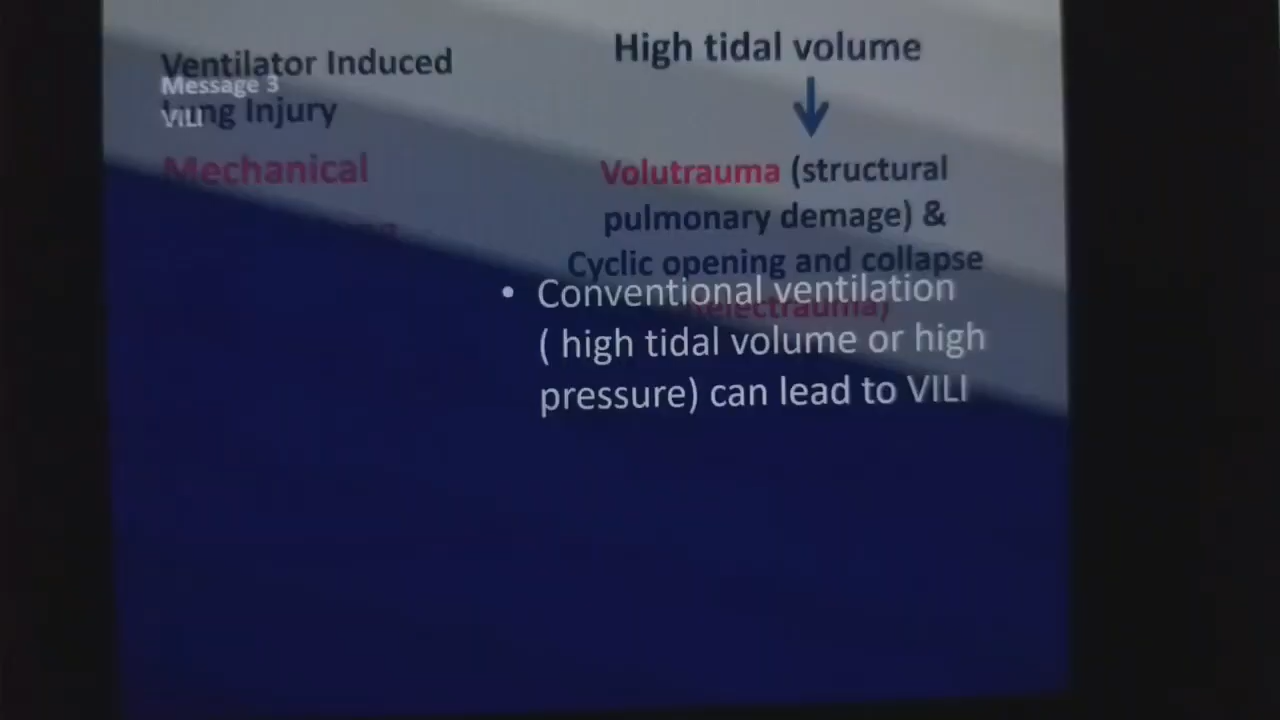 Ventilator Induced
Lung Injury
Mechanical
High tidal volume
Volutrauma (structural
pulmonary demage) &
Cyclic opening and collapse
Message 3
VILI
• Conventional ventilation
( high tidal volume or high
pressure) can lead to VILI